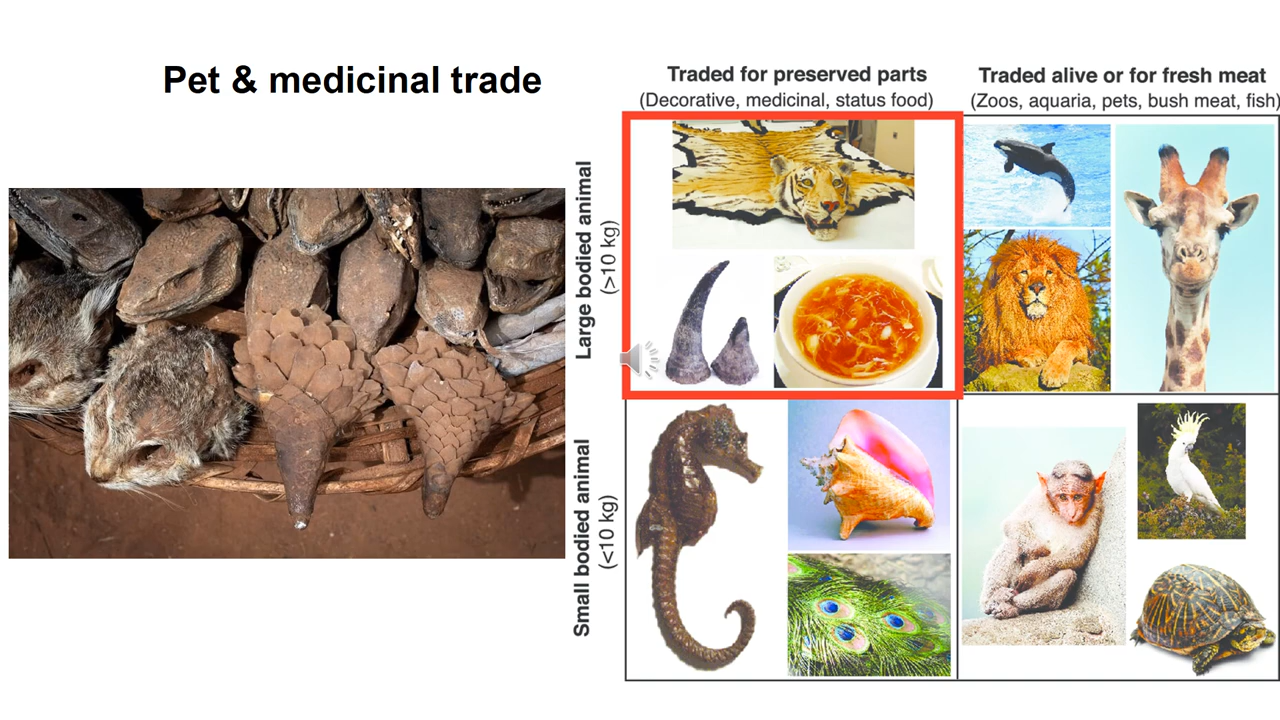 Pet & medicinal trade
Traded for preserved parts
(Decorative, medicinal, status food)
Traded alive or for fresh meat
(Zoos, aquaria, pets, bush meat, fish)
Large bodied animal
(>10 kg)
Small bodied animal
(<10 kg)